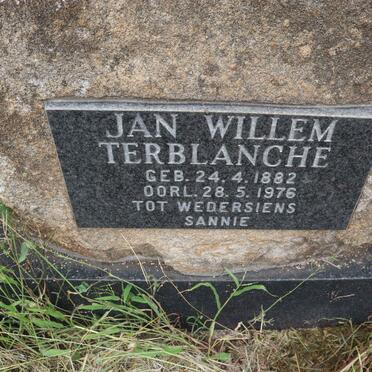 JAN WILLEM
TERBLANCHE
GEB. 24. 4. 1882
OORL. 28. 5. 1976
TOT WEDERSIENS
SANNIE